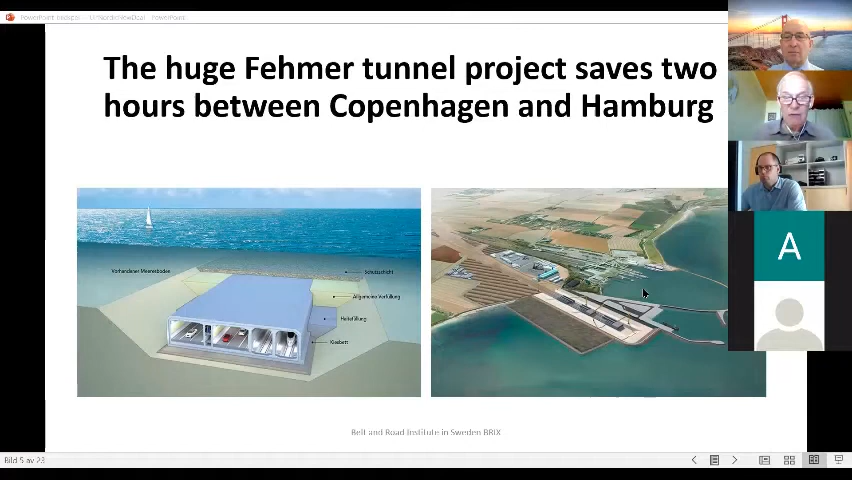 The huge Fehmer tunnel project saves two
hours between Copenhagen and Hamburg
Vorhandener Meeresboden
Schutzschicht
Allgemeine Verfüllung
Haltefüllung
Kiesbett
A
Belt and Road Institute in Sweden BRIX
Bild 5 av 23